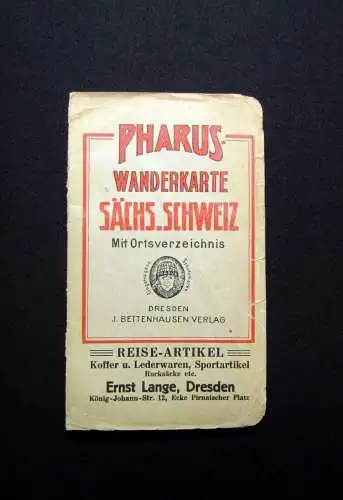 PHARUS-
WANDERKARTE
SÄCHS. SCHWEIZ
Mit Ortsverzeichnis
DRESDEN
J. BETTENHAUSEN VERLAG
REISE-ARTIKEL
Koffer u. Lederwaren, Sportartikel
Rucksäcke etc.
Ernst Lange, Dresden
König-Johann-Str. 12, Ecke Pirnaischer Platz